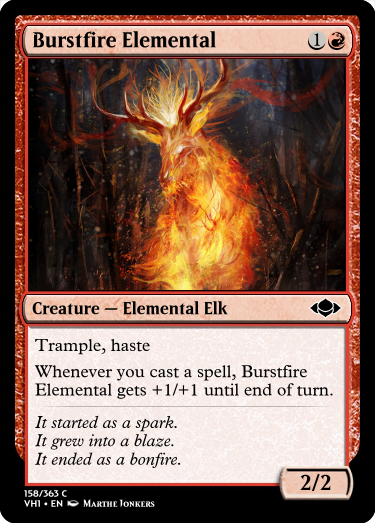 Burstfire Elemental 1
Creature — Elemental Elk
Trample, haste
Whenever you cast a spell, Burstfire
Elemental gets +1/+1 until end of turn.
It started as a spark.
It grew into a blaze.
It ended as a bonfire.
2/2
158/363 C
VH1 • EN Marthe Jonkers